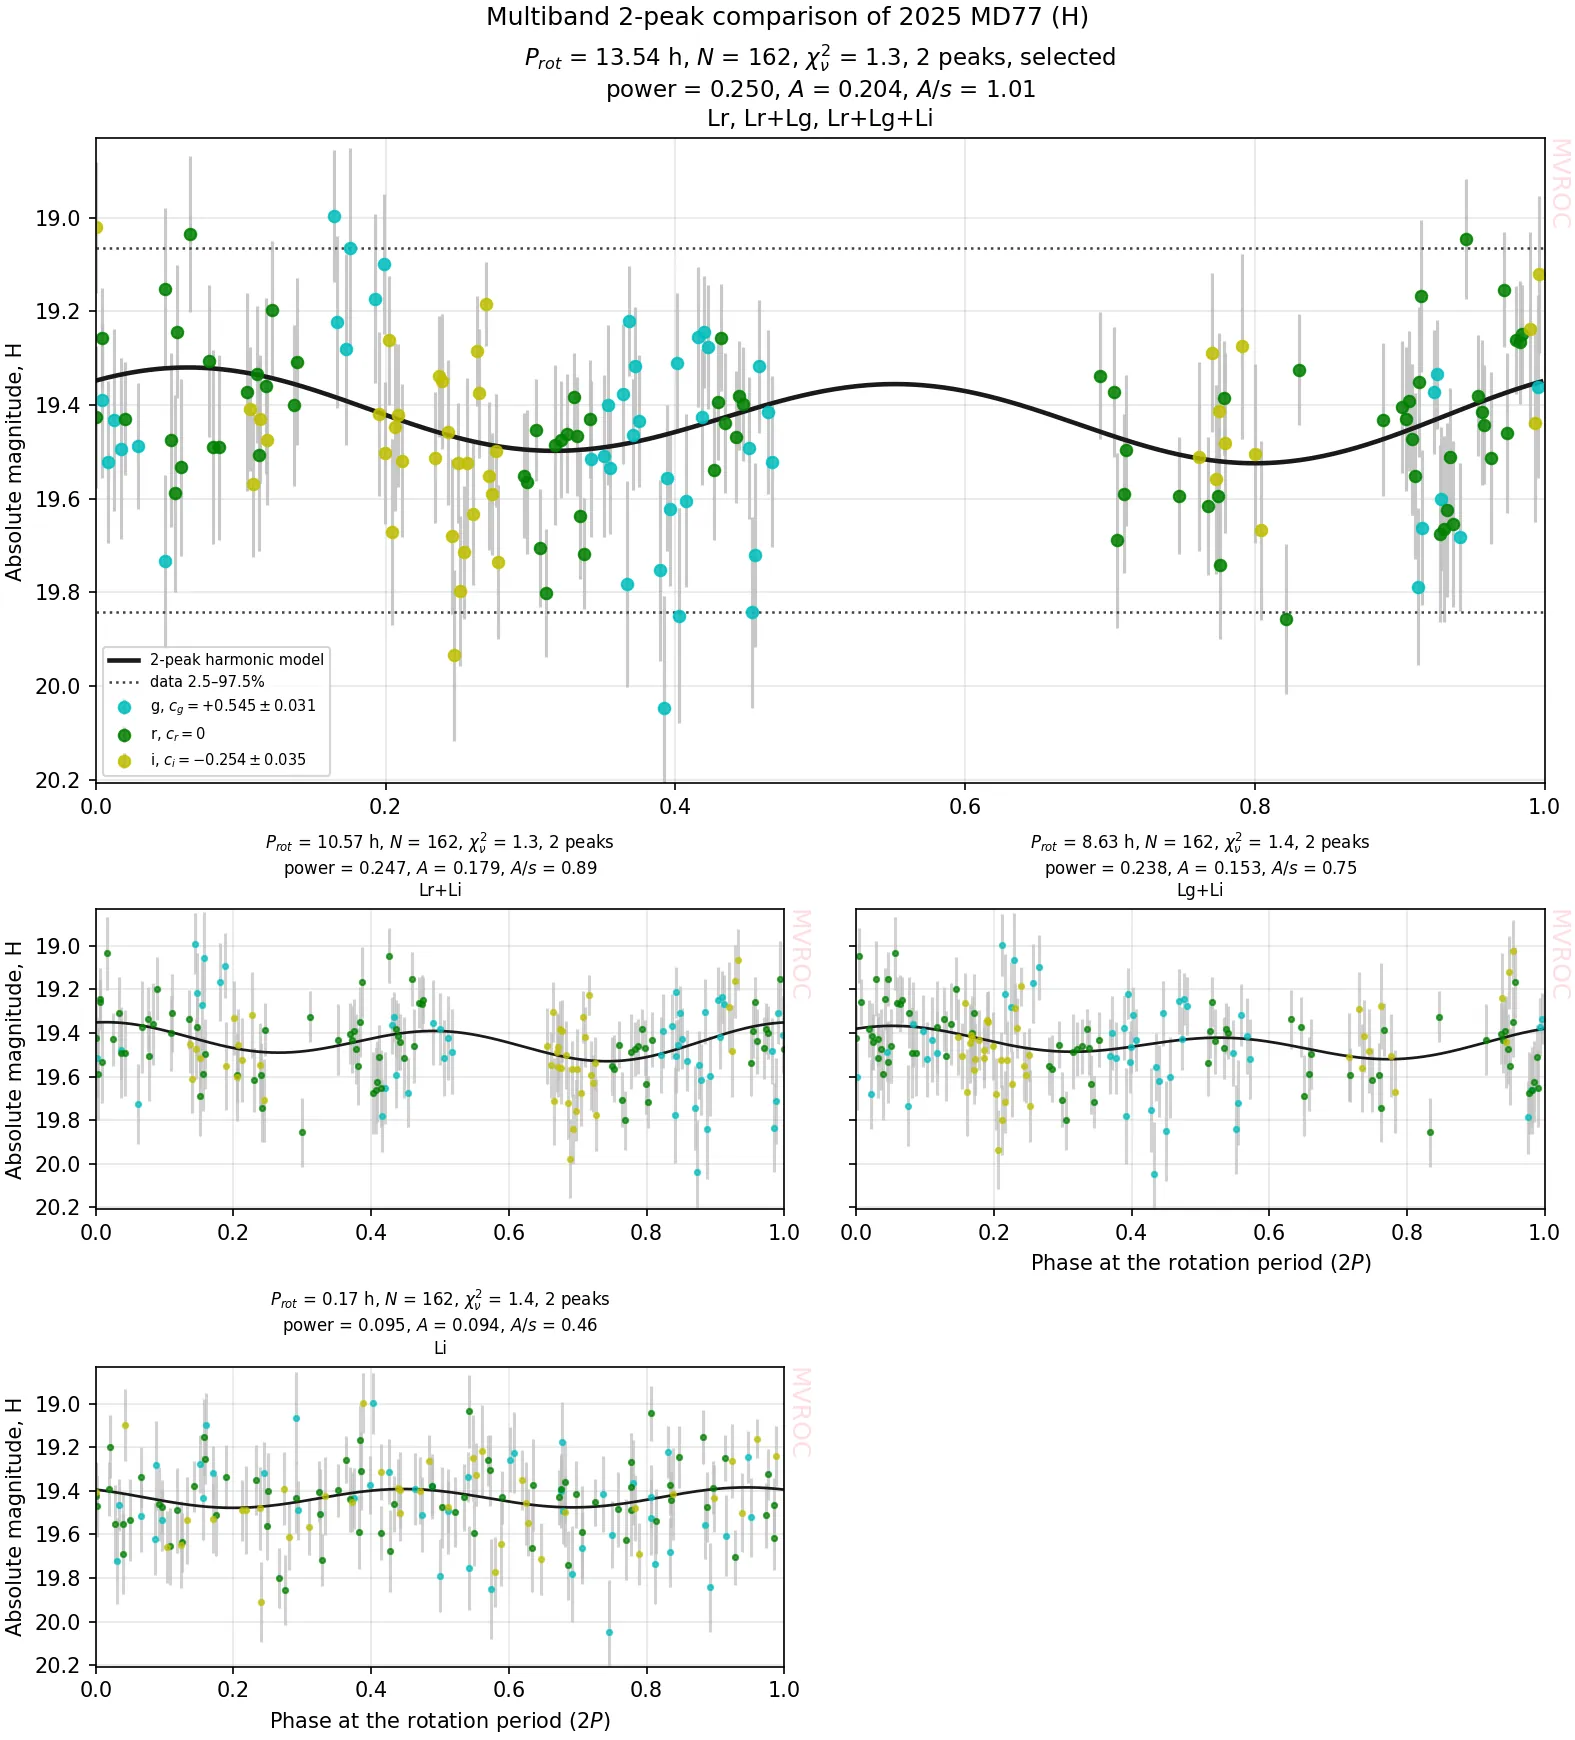 Multiband 2-peak comparison of 2025 MD77 (H)
P_rot = 13.54 h, N = 162, χ²_ν = 1.3, 2 peaks, selected
power = 0.250, A = 0.204, A/s = 1.01
Lr, Lr+Lg, Lr+Lg+Li
MVROC
Absolute magnitude, H
19.0
19.2
19.4
19.6
19.8
20.0
20.2
2-peak harmonic model
data 2.5–97.5%
g, c_g = +0.545 ± 0.031
r, c_r = 0
i, c_i = −0.254 ± 0.035
0.0 0.2 0.4 0.6 0.8 1.0
P_rot = 10.57 h, N = 162, χ²_ν = 1.3, 2 peaks
power = 0.247, A = 0.179, A/s = 0.89
Lr+Li
MVROC
Absolute magnitude, H
19.0
19.2
19.4
19.6
19.8
20.0
20.2
0.0 0.2 0.4 0.6 0.8 1.0
P_rot = 8.63 h, N = 162, χ²_ν = 1.4, 2 peaks
power = 0.238, A = 0.153, A/s = 0.75
Lg+Li
MVROC
0.0 0.2 0.4 0.6 0.8 1.0
Phase at the rotation period (2P)
P_rot = 0.17 h, N = 162, χ²_ν = 1.4, 2 peaks
power = 0.095, A = 0.094, A/s = 0.46
Li
MVROC
Absolute magnitude, H
19.0
19.2
19.4
19.6
19.8
20.0
20.2
0.0 0.2 0.4 0.6 0.8 1.0
Phase at the rotation period (2P)